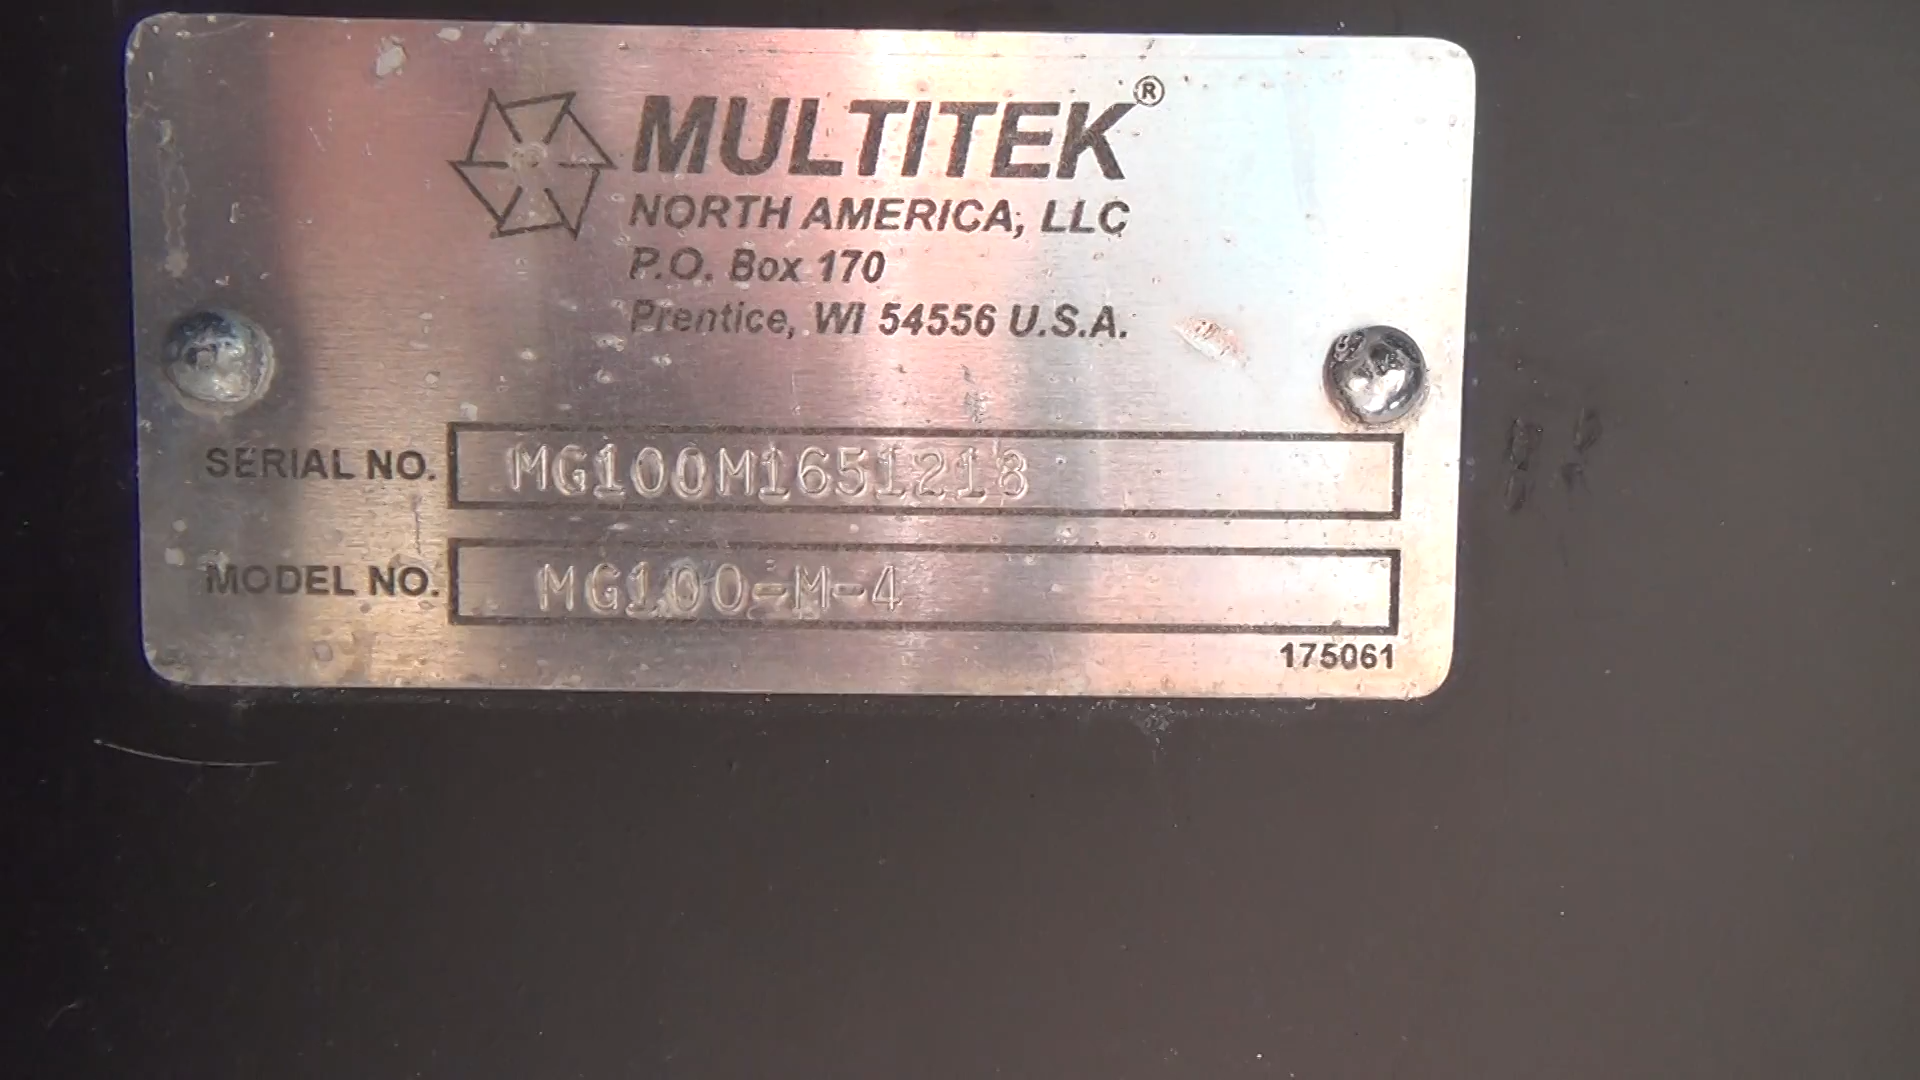 MULTITEK®
NORTH AMERICA, LLC
P.O. Box 170
Prentice, WI 54556 U.S.A.
SERIAL NO. MG100M1651218
MODEL NO. MG100-M-4
175061